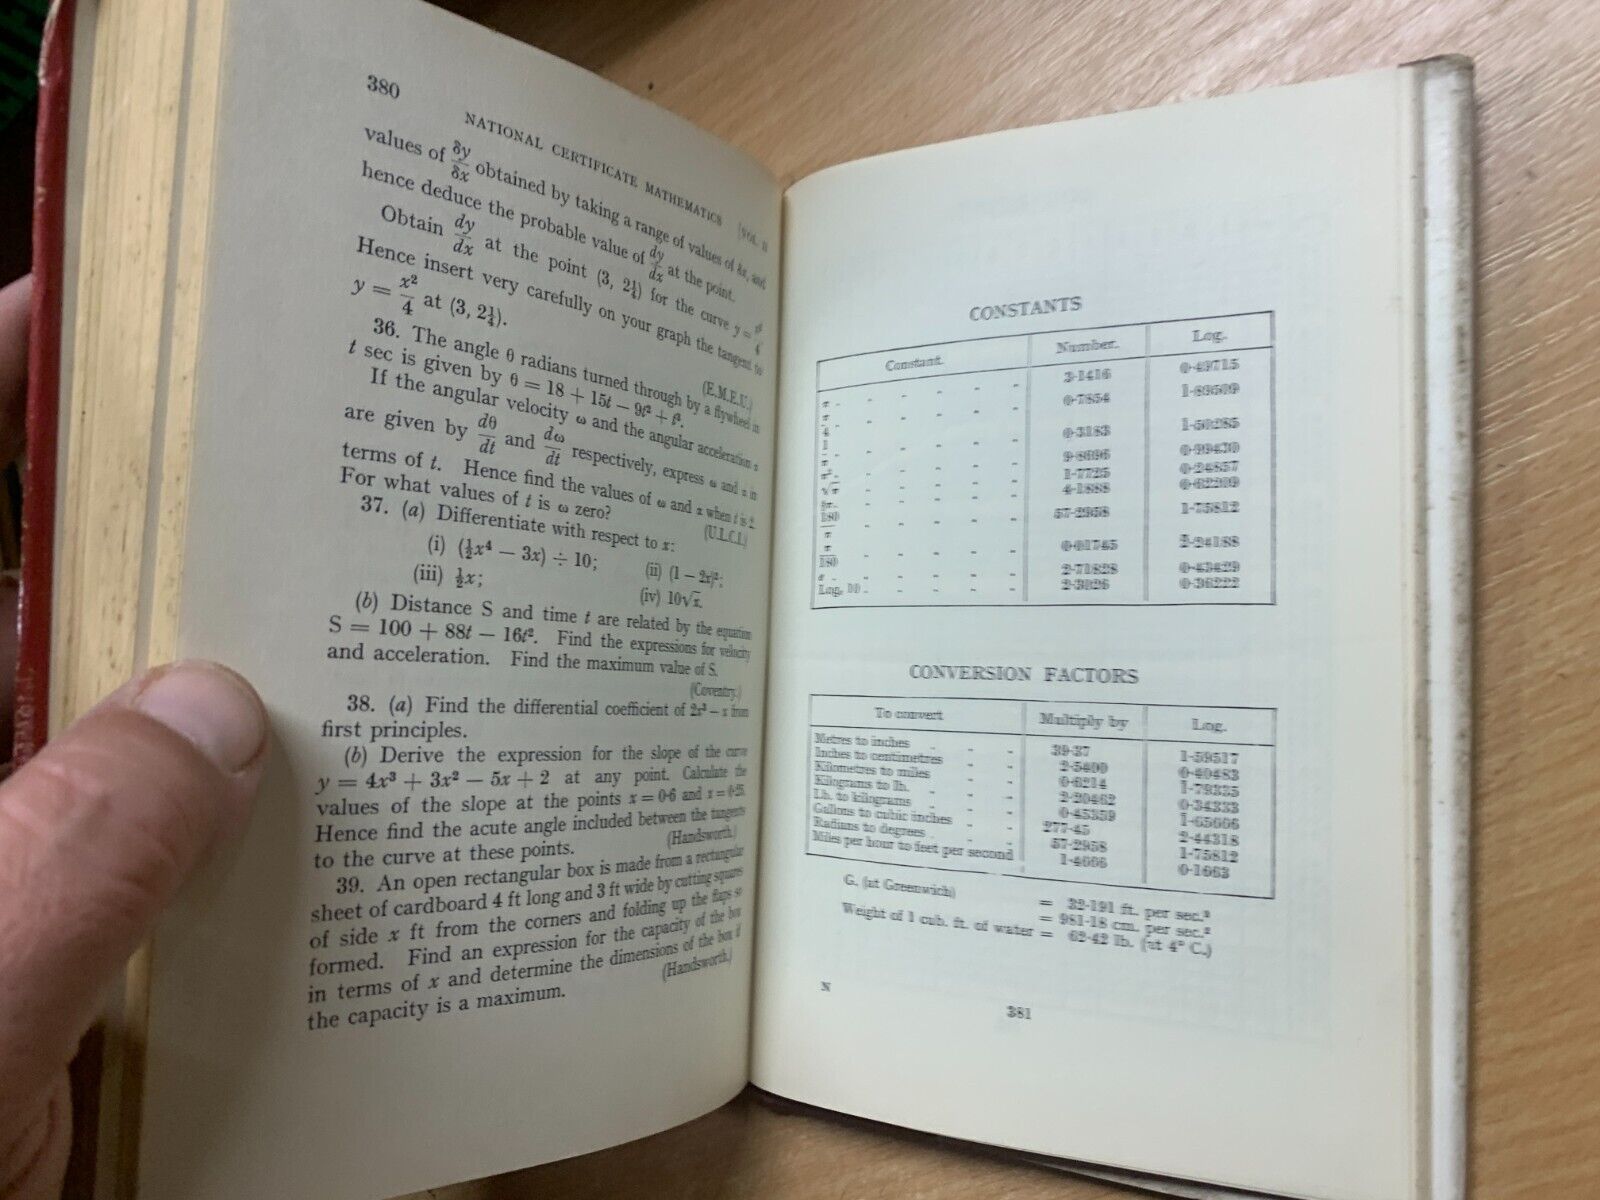 380
NATIONAL CERTIFICATE MATHEMATICS [VOL. I
values of δy/δx obtained by taking a range of values of δx, and
hence deduce the probable value of dy/dx at the point.
Obtain dy/dx at the point (3, 2¼) for the curve y = x²/4
Hence insert very carefully on your graph the tangent to
y = x²/4 at (3, 2¼).
(E.M.E.U.)
36. The angle θ radians turned through by a flywheel in
t sec is given by θ = 18 + 15t − 9t² + t³.
If the angular velocity ω and the angular acceleration α
are given by dθ/dt and dω/dt respectively, express ω and α in
terms of t. Hence find the values of ω and α when t is 2.
For what values of t is ω zero?
(U.L.C.I.)
37. (a) Differentiate with respect to x:
(i) (½x⁴ − 3x) ÷ 10; (ii) (1 − 2x)²;
(iii) ½x; (iv) 10√x.
(b) Distance S and time t are related by the equation
S = 100 + 88t − 16t². Find the expressions for velocity
and acceleration. Find the maximum value of S.
(Coventry.)
38. (a) Find the differential coefficient of 2x³ − x from
first principles.
(b) Derive the expression for the slope of the curve
y = 4x³ + 3x² − 5x + 2 at any point. Calculate the
values of the slope at the points x = 0·6 and x = 0·25.
Hence find the acute angle included between the tangents
to the curve at these points. (Handsworth.)
39. An open rectangular box is made from a rectangular
sheet of cardboard 4 ft long and 3 ft wide by cutting squares
of side x ft from the corners and folding up the flaps so
formed. Find an expression for the capacity of the box
in terms of x and determine the dimensions of the box if
the capacity is a maximum. (Handsworth.)
CONSTANTS
Constant. Number. Log.
π 3·1416 0·49715
π/4 0·7854 1·89509
1/π 0·3183 1·50285
π² 9·8696 0·99430
√π 1·7725 0·24857
4·1888 0·62209
180/π 57·2958 1·75812
π/180 0·01745 2·24188
e 2·71828 0·43429
Logₑ 10 2·3026 0·36222
CONVERSION FACTORS
To convert Multiply by Log.
Metres to inches 39·37 1·59517
Inches to centimetres 2·5400 0·40483
Kilometres to miles 0·6214 1·79335
Kilograms to lb. 2·20462 0·34333
Lb. to kilograms 0·45359 1·65666
Gallons to cubic inches 277·45 2·44318
Radians to degrees 57·2958 1·75812
Miles per hour to feet per second 1·4666 0·1663
G. (at Greenwich) = 32·191 ft. per sec.²
= 981·18 cm. per sec.²
Weight of 1 cub. ft. of water = 62·42 lb. (at 4° C.)
N
381